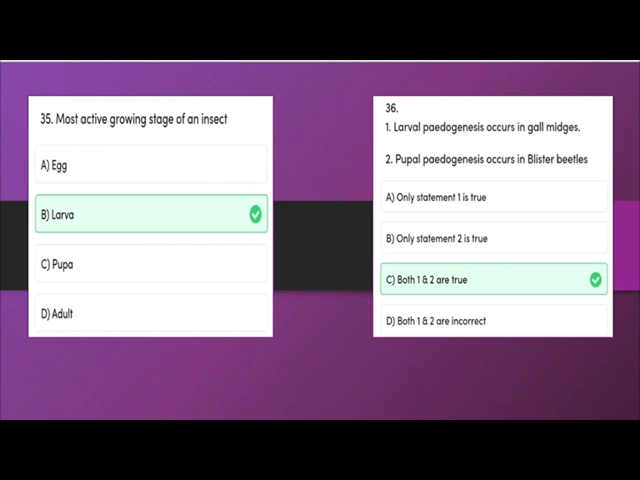 35. Most active growing stage of an insect
A) Egg
B) Larva
C) Pupa
D) Adult
36.
1. Larval paedogenesis occurs in gall midges.
2. Pupal paedogenesis occurs in Blister beetles
A) Only statement 1 is true
B) Only statement 2 is true
C) Both 1 & 2 are true
D) Both 1 & 2 are incorrect